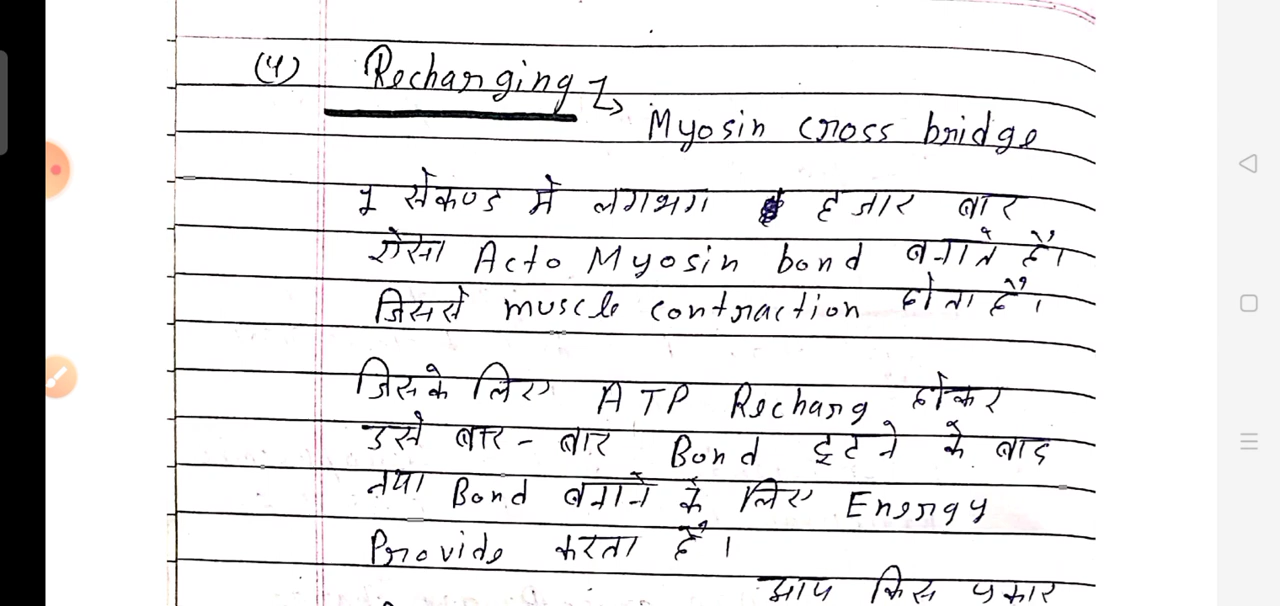 (4) Recharging →
Myosin cross bridge
1 सेकण्ड में लगभग हजार बार
ऐसा Acto Myosin bond बनाते हैं।
जिससे muscle contraction होता हैं।
जिसके लिए ATP Recharg होकर
उसे बार - बार Bond टूटने के बाद
नया Bond बनाने के लिए Energy
Provide करता हैं।
आप किस प्रकार